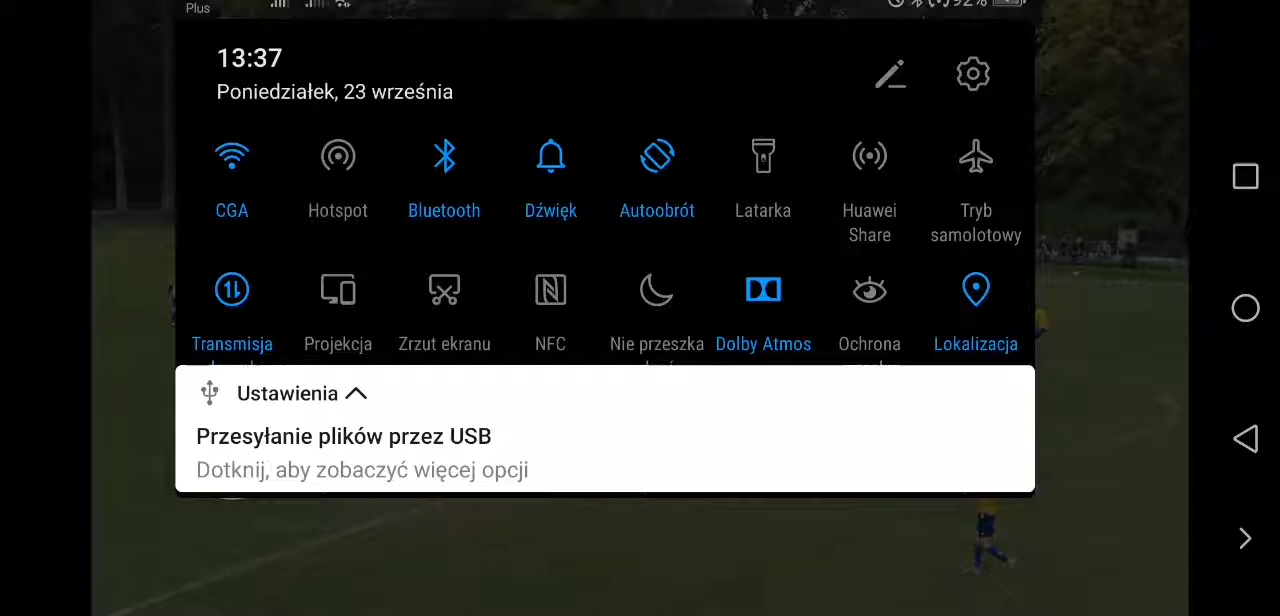 Plus
92%
13:37
Poniedziałek, 23 września
CGA
Hotspot
Bluetooth
Dźwięk
Autoobrót
Latarka
Huawei
Share
Tryb
samolotowy
Transmisja
Projekcja
Zrzut ekranu
NFC
Nie przeszka
Dolby Atmos
Ochrona
Lokalizacja
Ustawienia
Przesyłanie plików przez USB
Dotknij, aby zobaczyć więcej opcji